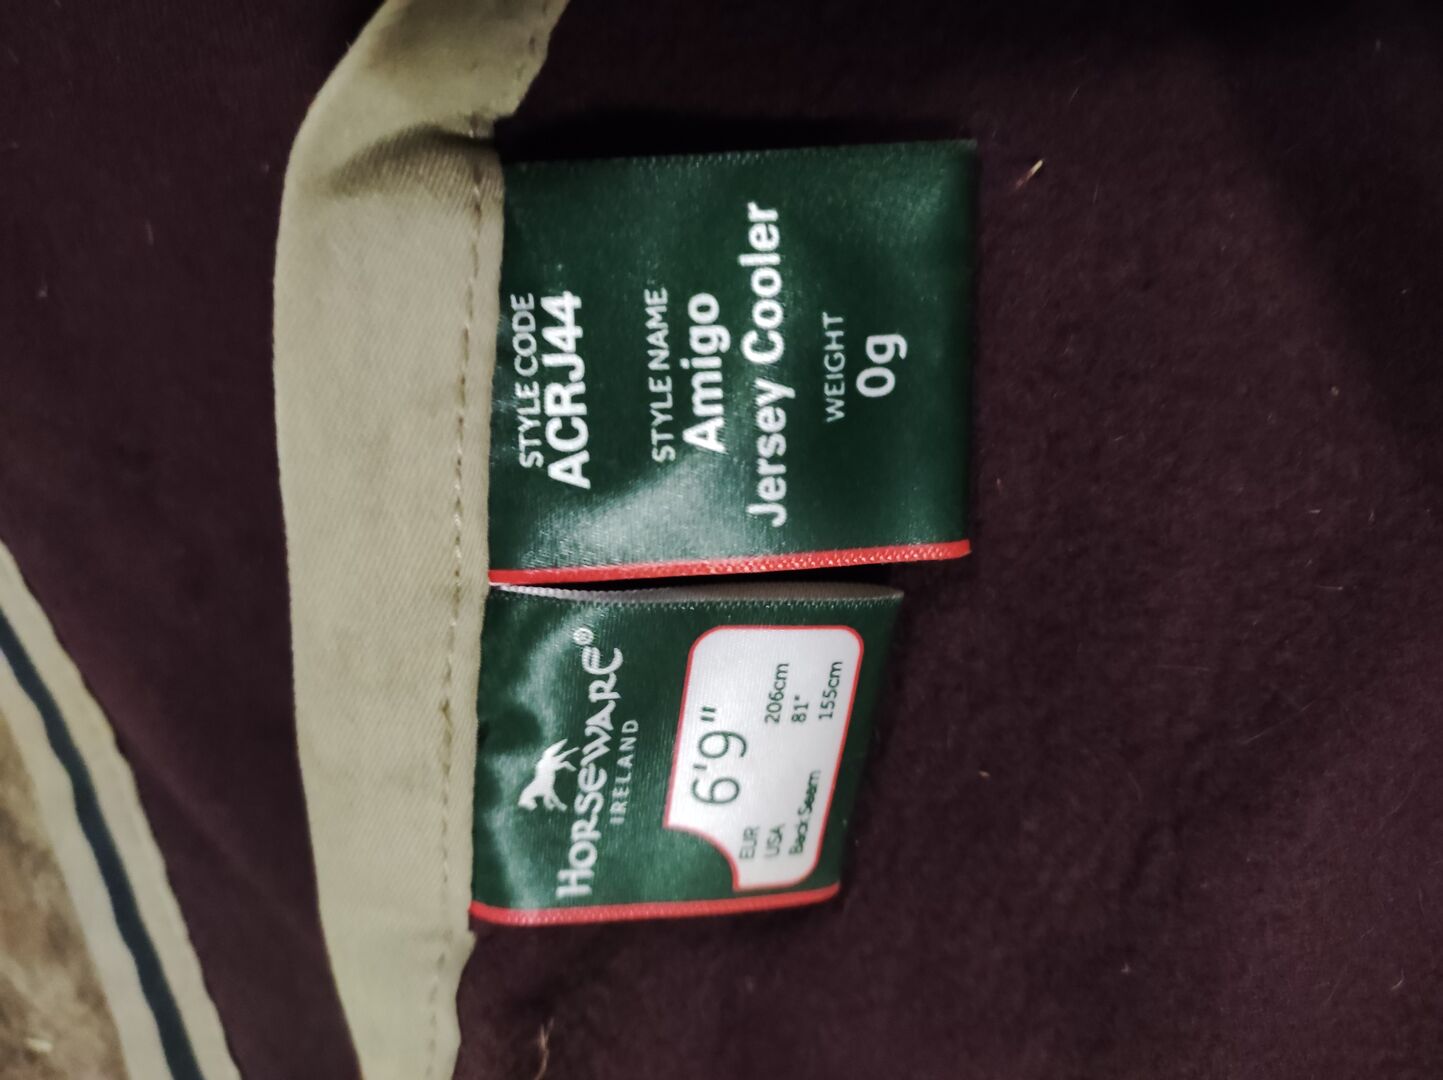 STYLE CODE
ACRJ44
STYLE NAME
Amigo
Jersey Cooler
WEIGHT
0g
HORSEWARE®
IRELAND
6'9"
EUR 206cm
USA 81"
Back Seam 155cm